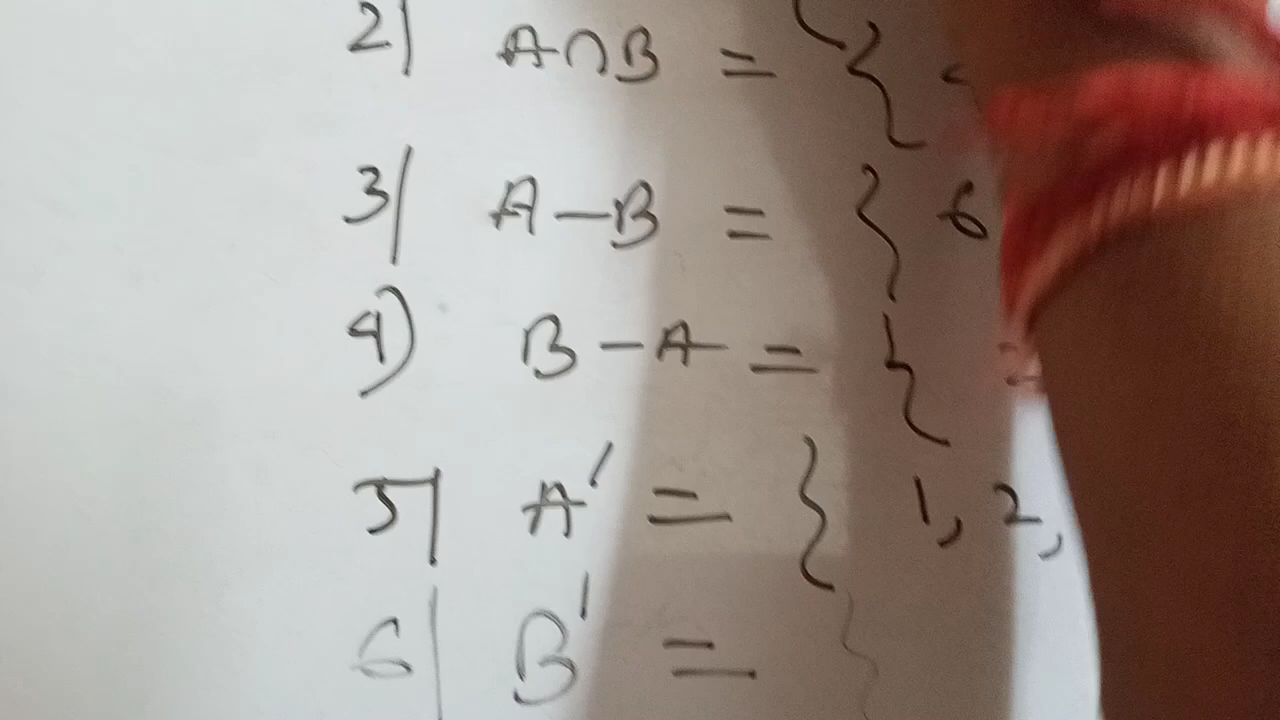 2) A∩B = {
3) A-B = { 6
4) B-A = {
5) A' = { 1, 2,
6) B' = {